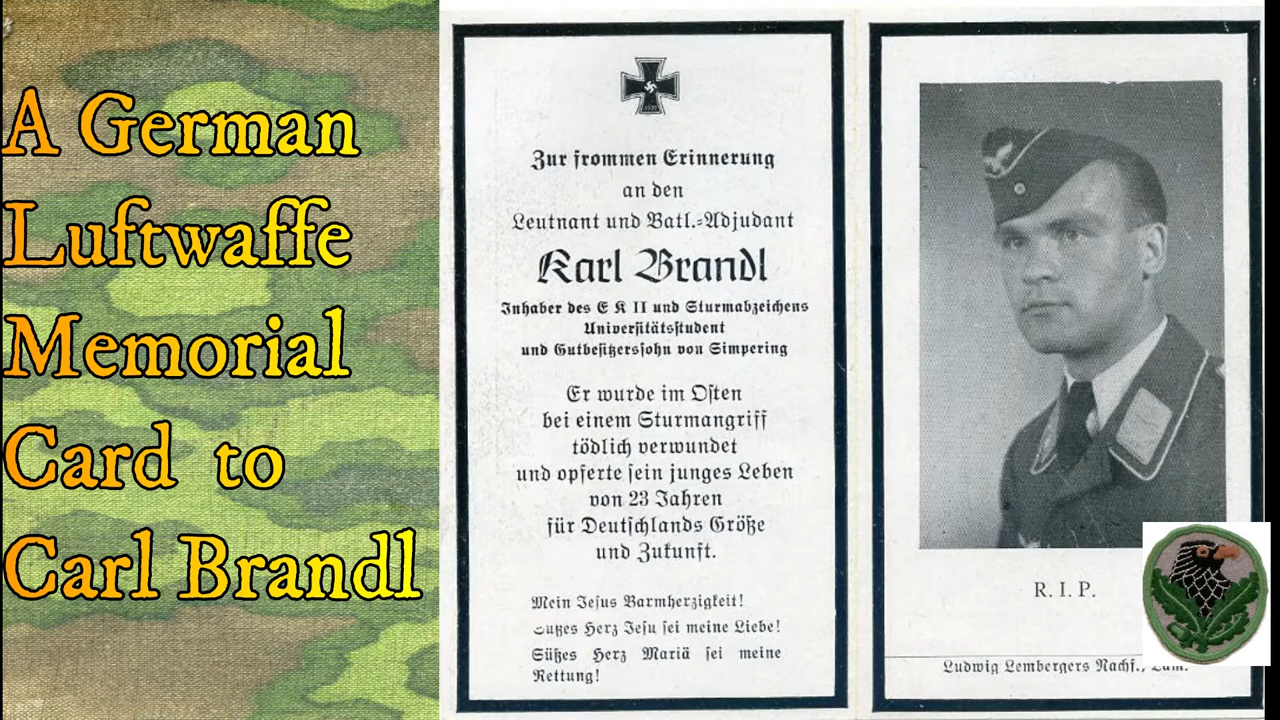 A German
Luftwaffe
Memorial
Card to
Carl Brandl
1939
Zur frommen Erinnerung
an den
Leutnant und Batl.-Adjudant
Karl Brandl
Inhaber des E K II und Sturmabzeichens
Universitätsstudent
und Gutbesitzerssohn von Simpering
Er wurde im Osten
bei einem Sturmangriff
tödlich verwundet
und opferte sein junges Leben
von 23 Jahren
für Deutschlands Größe
und Zukunft.
Mein Jesus Barmherzigkeit!
Süßes Herz Jesu sei meine Liebe!
Süßes Herz Mariä sei meine
Rettung!
R. I. P.
Ludwig Lembergers Nachf.,